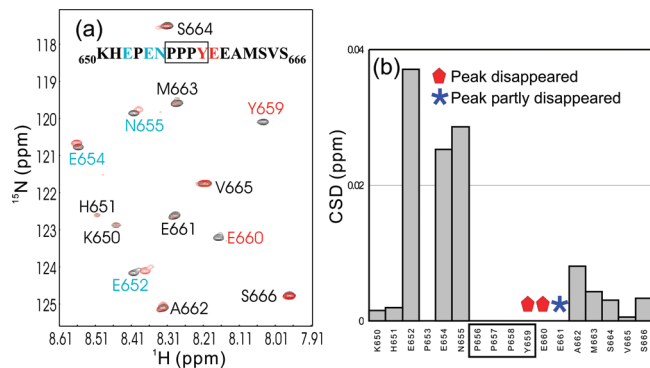 (a)
S664
650KHEPENPPPYEEAMSVS666
M663
Y659
N655
E654
V665
H651
K650
E661
E660
E652
A662
S666
118
119
120
121
122
123
124
125
15N (ppm)
8.61 8.51 8.41 8.31 8.21 8.11 8.01 7.91
1H (ppm)
(b)
Peak disappeared
Peak partly disappeared
0.04
0.02
0
CSD (ppm)
K650 H651 E652 P653 E654 N655 P656 P657 P658 Y659 E660 E661 A662 M663 S664 V665 S666